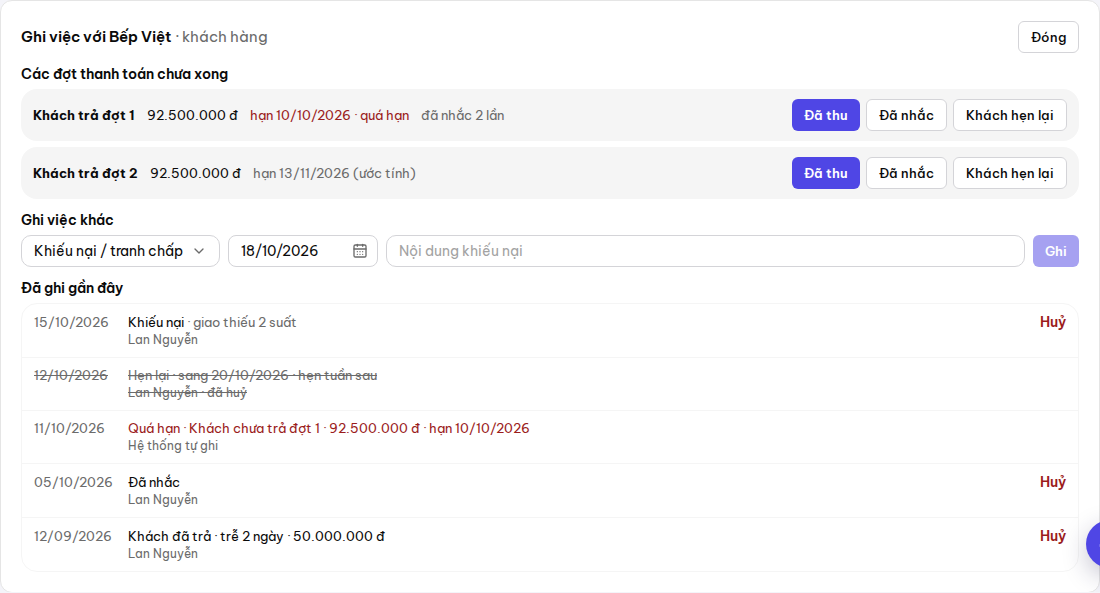 Ghi việc với Bếp Việt · khách hàng
Đóng
Các đợt thanh toán chưa xong
Khách trả đợt 1 92.500.000 đ hạn 10/10/2026 · quá hạn đã nhắc 2 lần
Đã thu Đã nhắc Khách hẹn lại
Khách trả đợt 2 92.500.000 đ hạn 13/11/2026 (ước tính)
Đã thu Đã nhắc Khách hẹn lại
Ghi việc khác
Khiếu nại / tranh chấp 18/10/2026 Nội dung khiếu nại Ghi
Đã ghi gần đây
15/10/2026 Khiếu nại · giao thiếu 2 suất Huỷ
Lan Nguyễn
12/10/2026 Hẹn lại · sang 20/10/2026 · hẹn tuần sau
Lan Nguyễn · đã huỷ
11/10/2026 Quá hạn · Khách chưa trả đợt 1 · 92.500.000 đ · hạn 10/10/2026
Hệ thống tự ghi
05/10/2026 Đã nhắc Huỷ
Lan Nguyễn
12/09/2026 Khách đã trả · trễ 2 ngày · 50.000.000 đ Huỷ
Lan Nguyễn